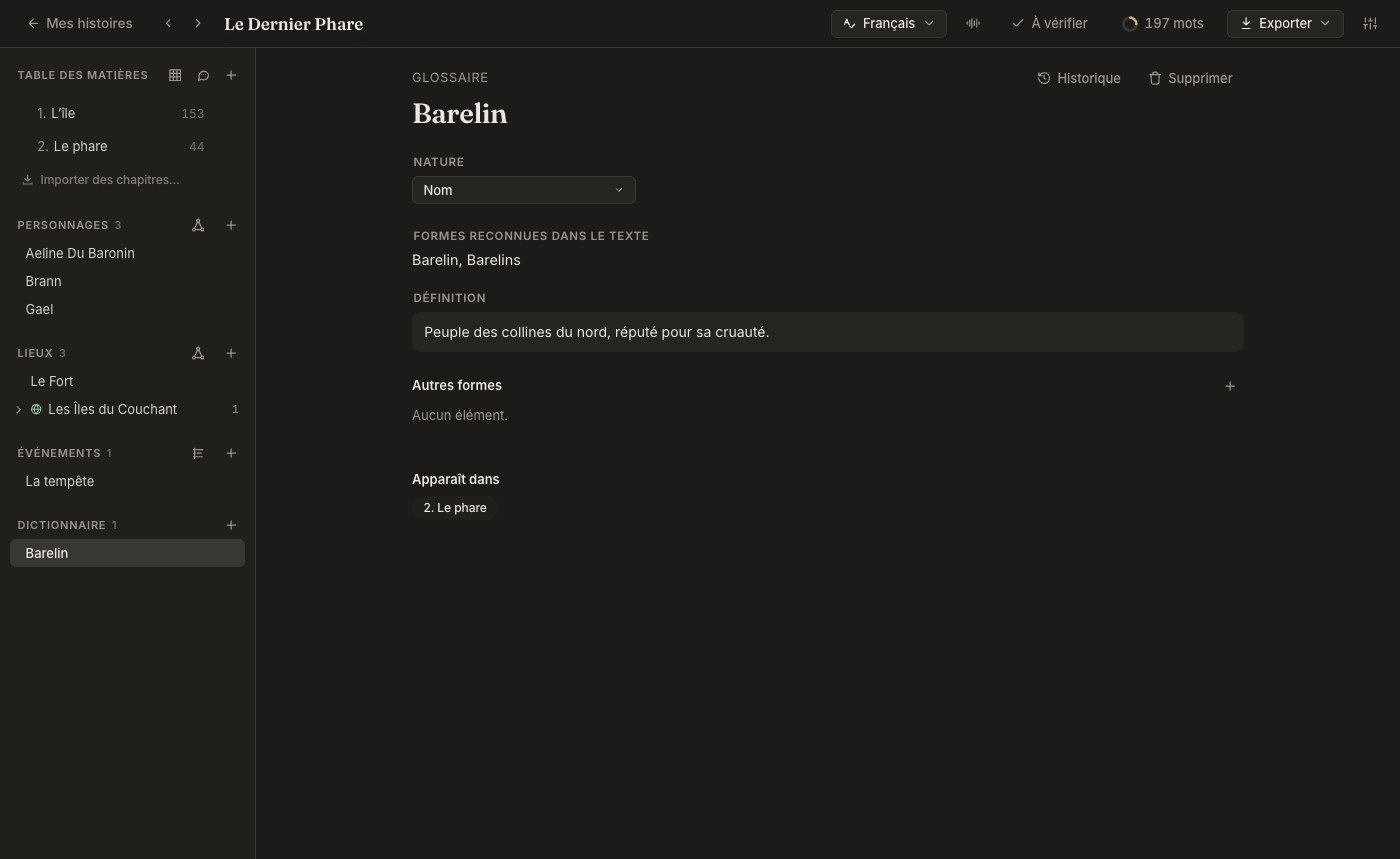 Mes histoires
Le Dernier Phare
Français
À vérifier
197 mots
Exporter
TABLE DES MATIÈRES
1. L'île 153
2. Le phare 44
Importer des chapitres...
PERSONNAGES 3
Aeline Du Baronin
Brann
Gael
LIEUX 3
Le Fort
Les Îles du Couchant 1
ÉVÉNEMENTS 1
La tempête
DICTIONNAIRE 1
Barelin
GLOSSAIRE
Historique
Supprimer
Barelin
NATURE
Nom
FORMES RECONNUES DANS LE TEXTE
Barelin, Barelins
DÉFINITION
Peuple des collines du nord, réputé pour sa cruauté.
Autres formes
Aucun élément.
Apparaît dans
2. Le phare